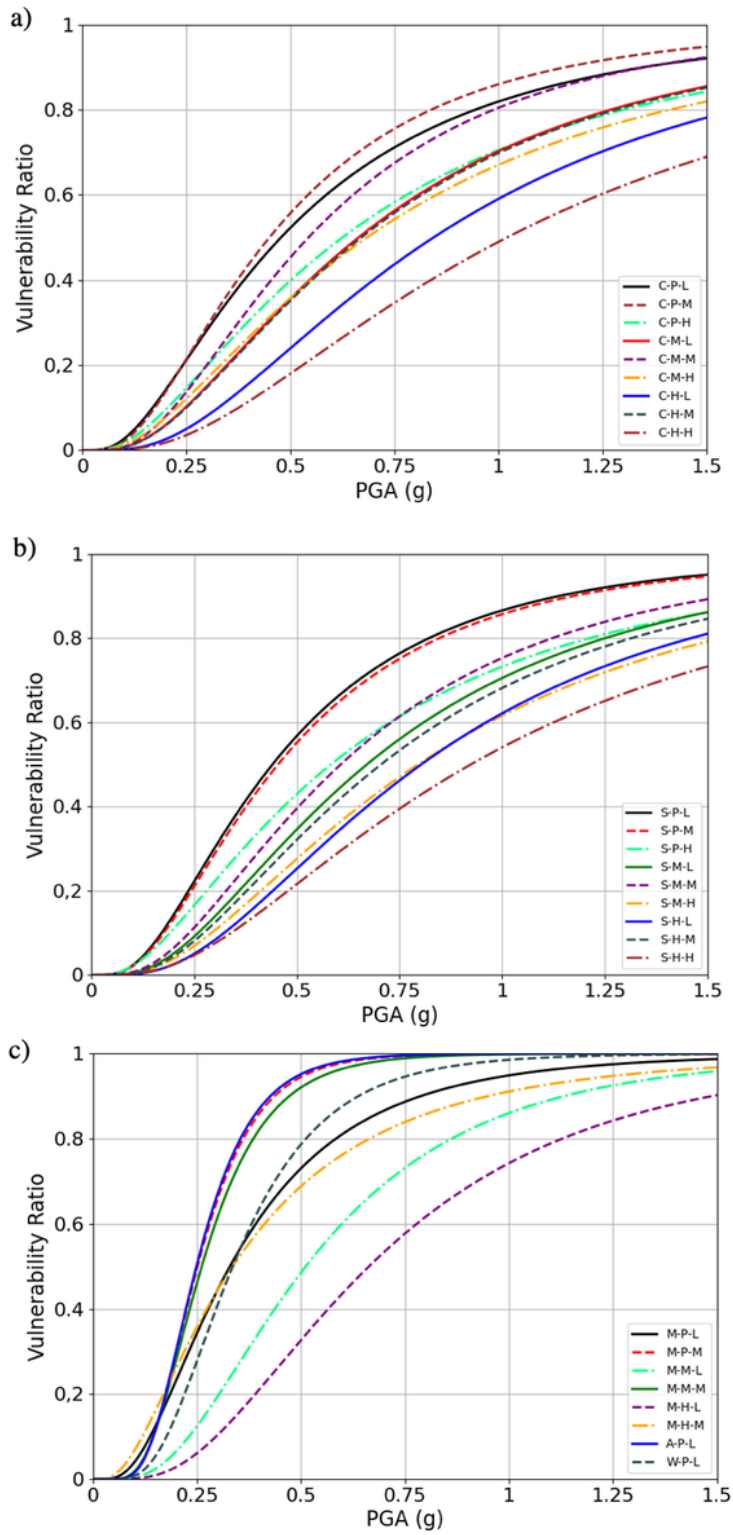 a)
1
0.8
0.6
0.4
0,2
0
Vulnerability Ratio
C-P-L
C-P-M
C-P-H
C-M-L
C-M-M
C-M-H
C-H-L
C-H-M
C-H-H
0 0.25 0.5 0.75 1 1.25 1.5
PGA (g)
b)
1
0.8
0.6
0.4
0,2
0
Vulnerability Ratio
S-P-L
S-P-M
S-P-H
S-M-L
S-M-M
S-M-H
S-H-L
S-H-M
S-H-H
0 0.25 0.5 0.75 1 1.25 1.5
PGA (g)
c)
1
0.8
0.6
0.4
0,2
0
Vulnerability Ratio
M-P-L
M-P-M
M-M-L
M-M-M
M-H-L
M-H-M
A-P-L
W-P-L
0 0.25 0.5 0.75 1 1.25 1.5
PGA (g)